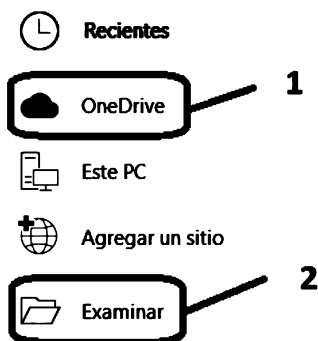 Recientes
OneDrive
1
Este PC
Agregar un sitio
Examinar
2